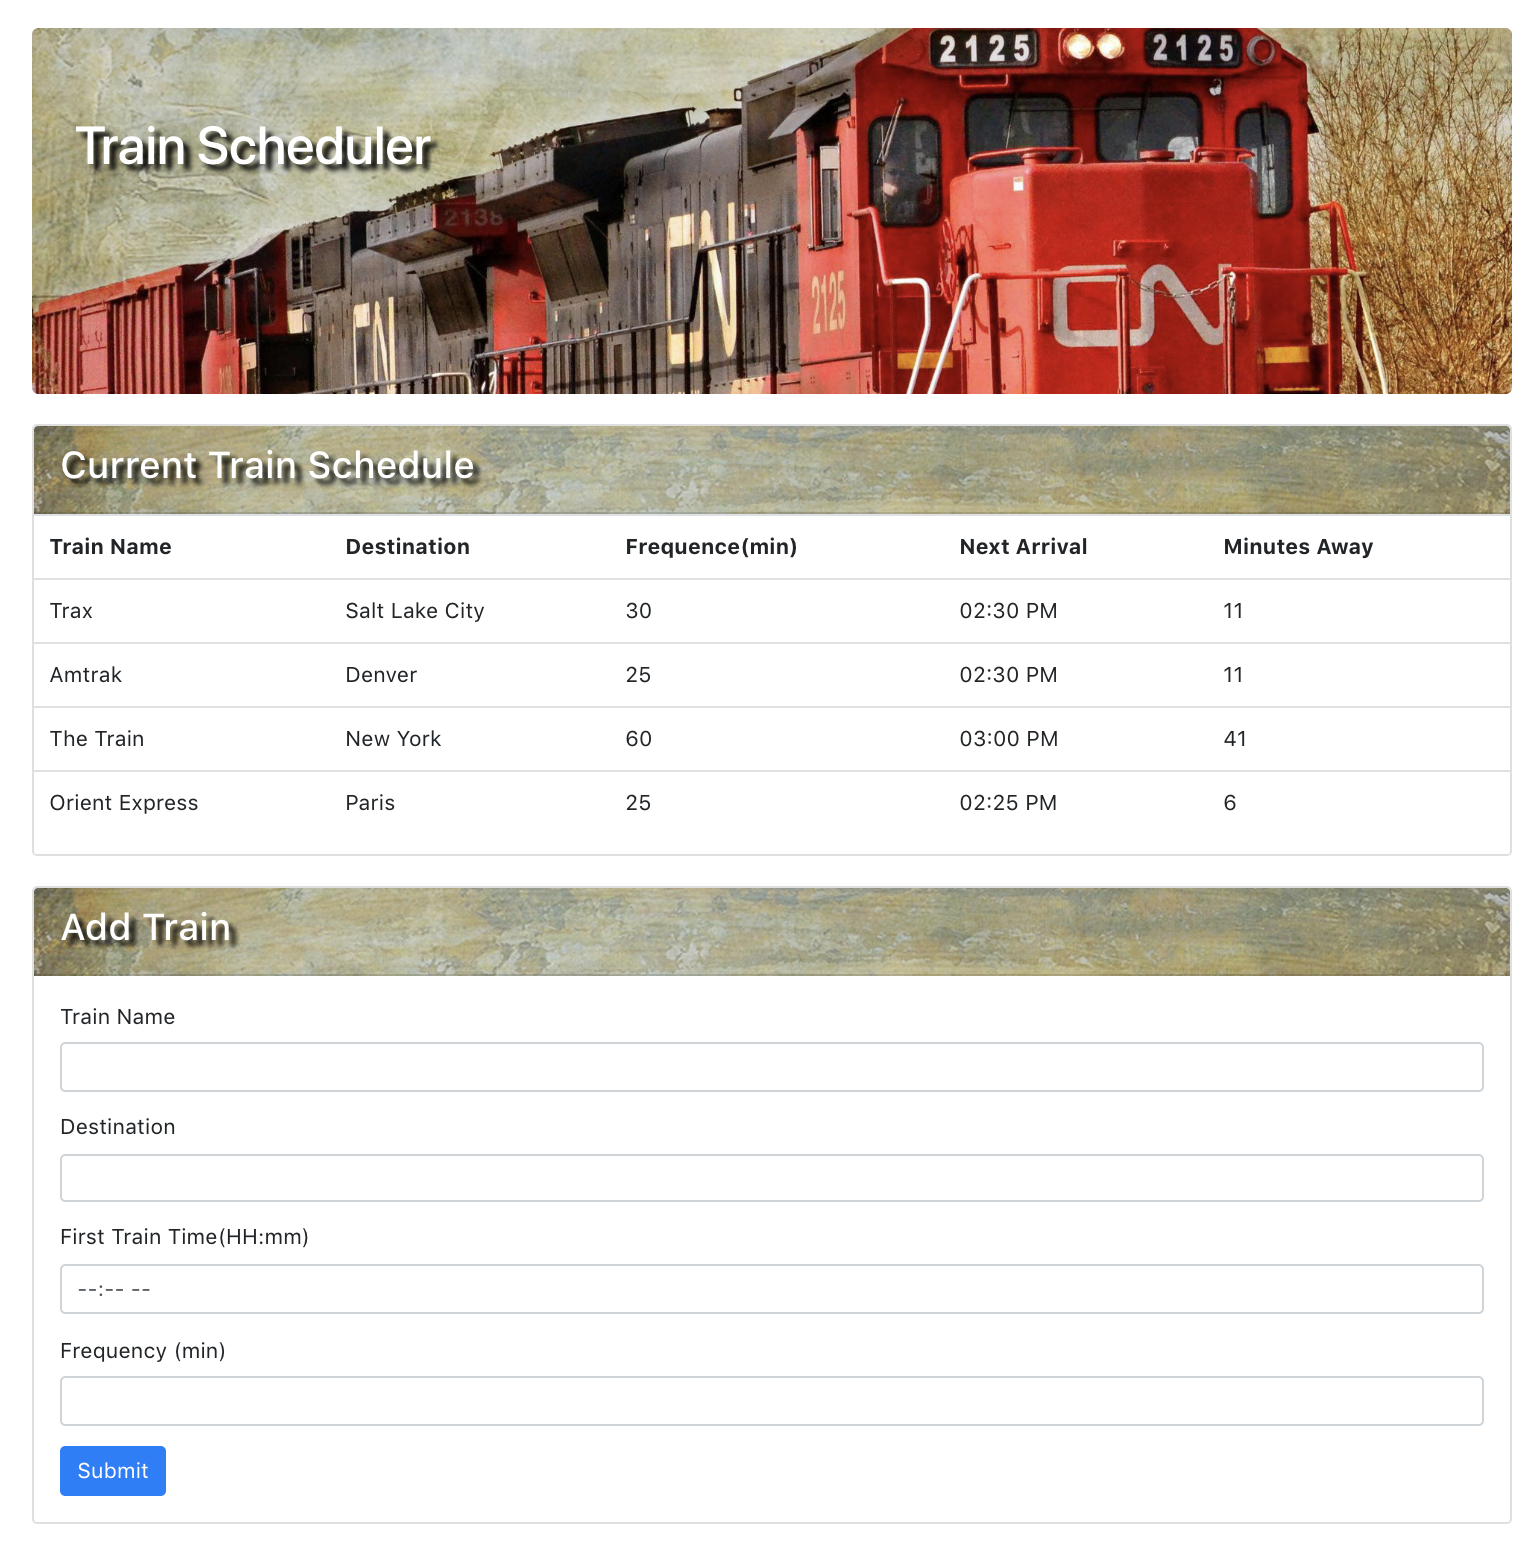 2125 2125
Train Scheduler
2138
CN CN 2125 CN
Current Train Schedule
Train Name Destination Frequence(min) Next Arrival Minutes Away
Trax Salt Lake City 30 02:30 PM 11
Amtrak Denver 25 02:30 PM 11
The Train New York 60 03:00 PM 41
Orient Express Paris 25 02:25 PM 6
Add Train
Train Name
Destination
First Train Time(HH:mm)
--:-- --
Frequency (min)
Submit